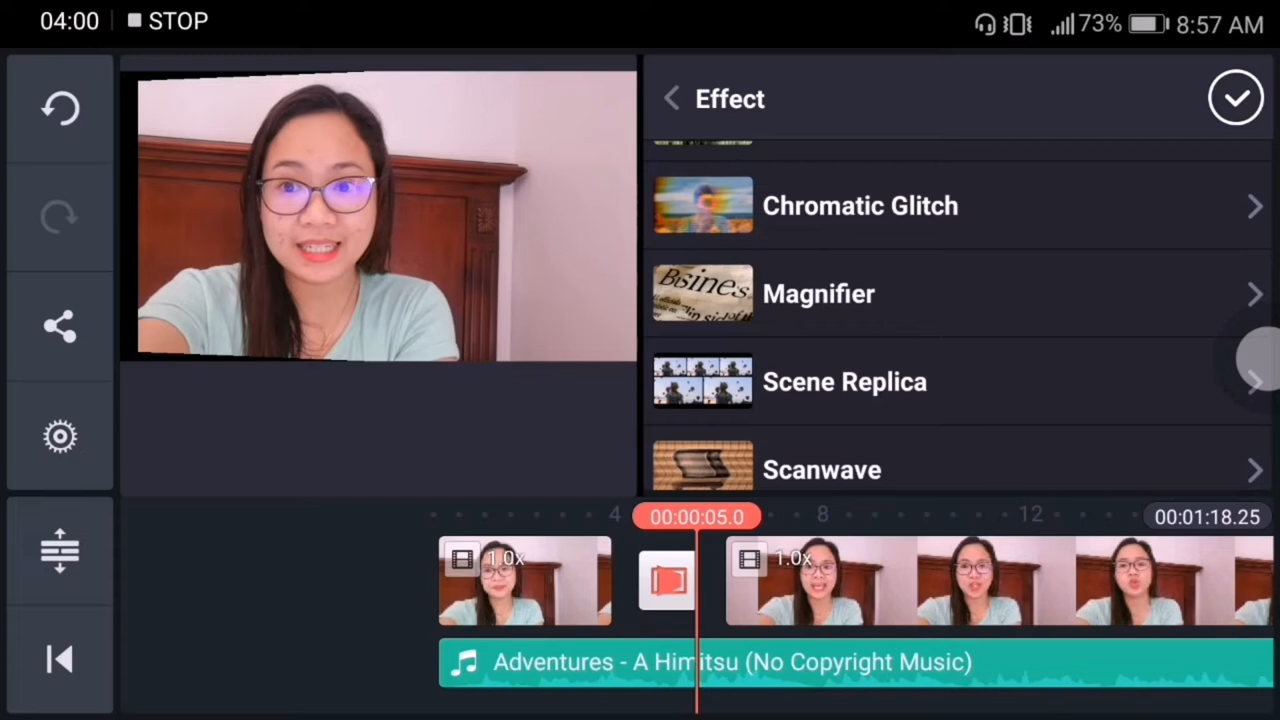 04:00 STOP 73% 8:57 AM
Effect
Chromatic Glitch
Magnifier
Scene Replica
Scanwave
4 00:00:05.0 8 12 00:01:18.25
1.0x 1.0x
Adventures - A Himitsu (No Copyright Music)